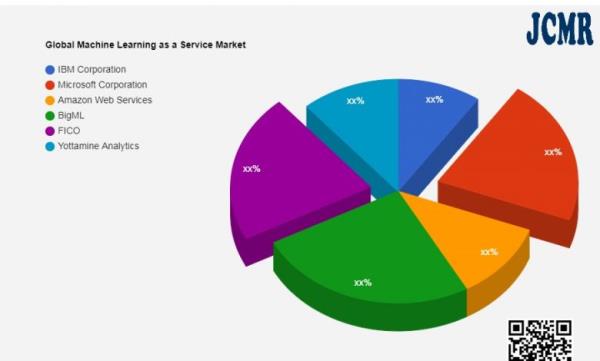 JCMR
Global Machine Learning as a Service Market
IBM Corporation
Microsoft Corporation
Amazon Web Services
BigML
FICO
Yottamine Analytics
xx%
xx%
xx%
xx%
xx%
xx%